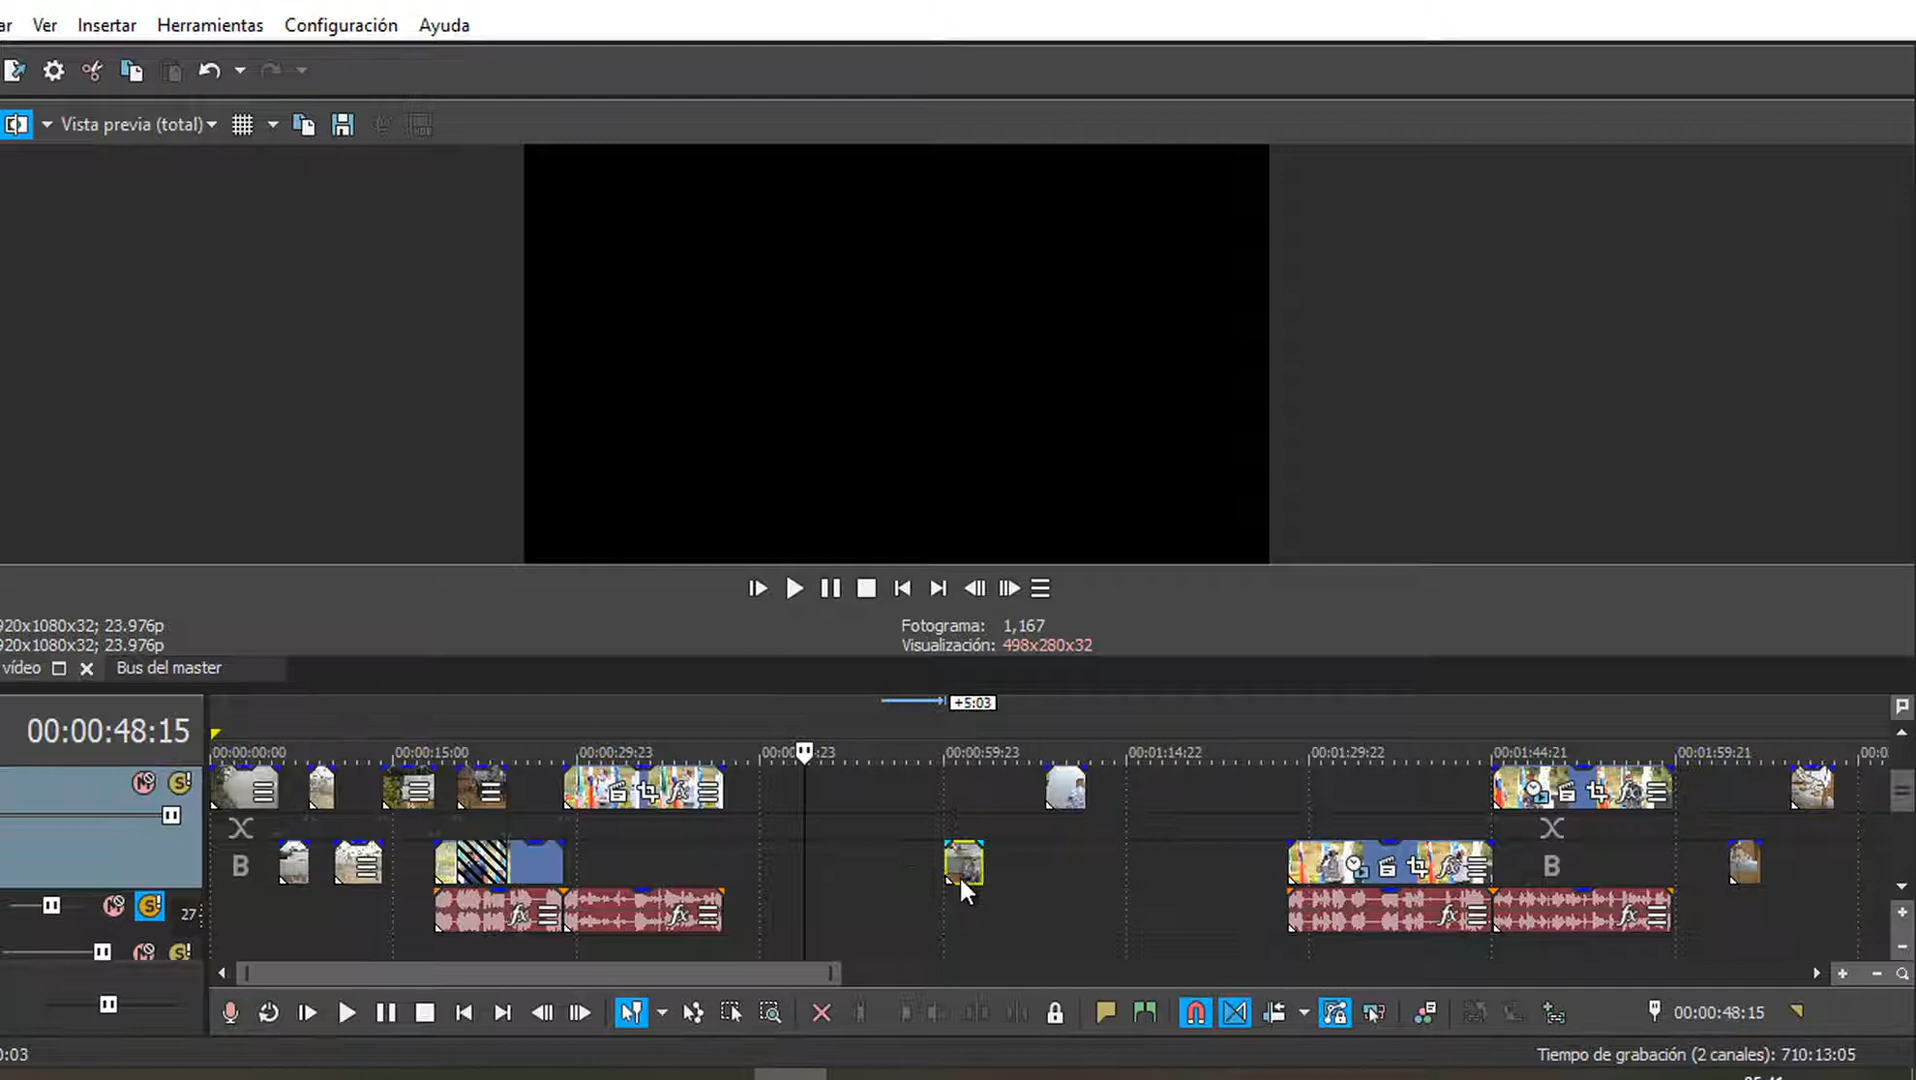 ar Ver Insertar Herramientas Configuración Ayuda
Vista previa (total)
Fotograma: 1,167
920x1080x32; 23.976p
Visualización: 498x280x32
920x1080x32; 23.976p
vídeo Bus del master
+5:03
00:00:48:15
00:00:00:00 00:00:15:00 00:00:29:23 00:00 :23 00:00:59:23 00:01:14:22 00:01:29:22 00:01:44:21 00:01:59:21 00:0
B B
27
00:00:48:15
0:03 Tiempo de grabación (2 canales): 710:13:05